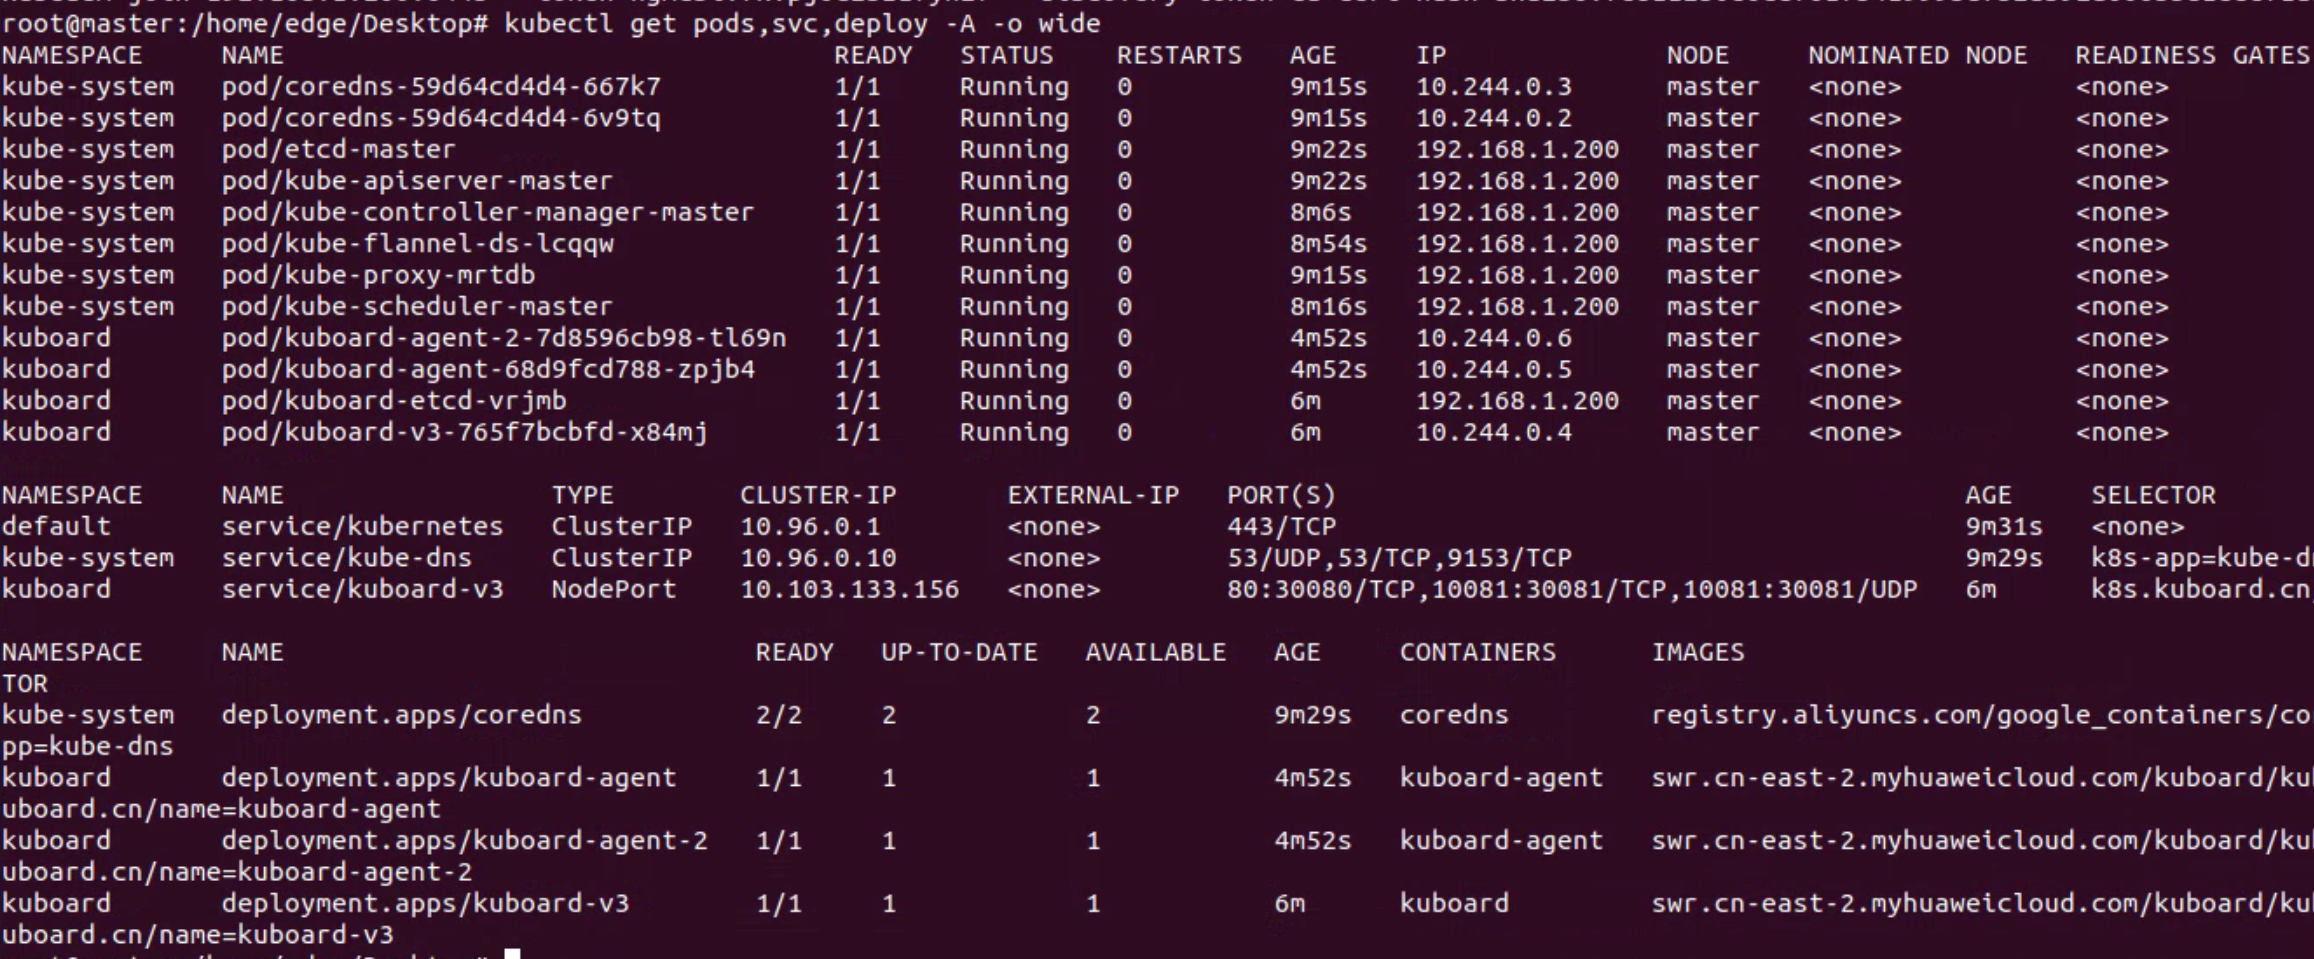 root@master:/home/edge/Desktop# kubectl get pods,svc,deploy -A -o wide
NAMESPACE NAME READY STATUS RESTARTS AGE IP NODE NOMINATED NODE READINESS GATES
kube-system pod/coredns-59d64cd4d4-667k7 1/1 Running 0 9m15s 10.244.0.3 master <none> <none>
kube-system pod/coredns-59d64cd4d4-6v9tq 1/1 Running 0 9m15s 10.244.0.2 master <none> <none>
kube-system pod/etcd-master 1/1 Running 0 9m22s 192.168.1.200 master <none> <none>
kube-system pod/kube-apiserver-master 1/1 Running 0 9m22s 192.168.1.200 master <none> <none>
kube-system pod/kube-controller-manager-master 1/1 Running 0 8m6s 192.168.1.200 master <none> <none>
kube-system pod/kube-flannel-ds-lcqqw 1/1 Running 0 8m54s 192.168.1.200 master <none> <none>
kube-system pod/kube-proxy-mrtdb 1/1 Running 0 9m15s 192.168.1.200 master <none> <none>
kube-system pod/kube-scheduler-master 1/1 Running 0 8m16s 192.168.1.200 master <none> <none>
kuboard pod/kuboard-agent-2-7d8596cb98-tl69n 1/1 Running 0 4m52s 10.244.0.6 master <none> <none>
kuboard pod/kuboard-agent-68d9fcd788-zpjb4 1/1 Running 0 4m52s 10.244.0.5 master <none> <none>
kuboard pod/kuboard-etcd-vrjmb 1/1 Running 0 6m 192.168.1.200 master <none> <none>
kuboard pod/kuboard-v3-765f7bcbfd-x84mj 1/1 Running 0 6m 10.244.0.4 master <none> <none>
NAMESPACE NAME TYPE CLUSTER-IP EXTERNAL-IP PORT(S) AGE SELECTOR
default service/kubernetes ClusterIP 10.96.0.1 <none> 443/TCP 9m31s <none>
kube-system service/kube-dns ClusterIP 10.96.0.10 <none> 53/UDP,53/TCP,9153/TCP 9m29s k8s-app=kube-d
kuboard service/kuboard-v3 NodePort 10.103.133.156 <none> 80:30080/TCP,10081:30081/TCP,10081:30081/UDP 6m k8s.kuboard.cn
NAMESPACE NAME READY UP-TO-DATE AVAILABLE AGE CONTAINERS IMAGES
TOR
kube-system deployment.apps/coredns 2/2 2 2 9m29s coredns registry.aliyuncs.com/google_containers/co
pp=kube-dns
kuboard deployment.apps/kuboard-agent 1/1 1 1 4m52s kuboard-agent swr.cn-east-2.myhuaweicloud.com/kuboard/ku
uboard.cn/name=kuboard-agent
kuboard deployment.apps/kuboard-agent-2 1/1 1 1 4m52s kuboard-agent swr.cn-east-2.myhuaweicloud.com/kuboard/ku
uboard.cn/name=kuboard-agent-2
kuboard deployment.apps/kuboard-v3 1/1 1 1 6m kuboard swr.cn-east-2.myhuaweicloud.com/kuboard/ku
uboard.cn/name=kuboard-v3